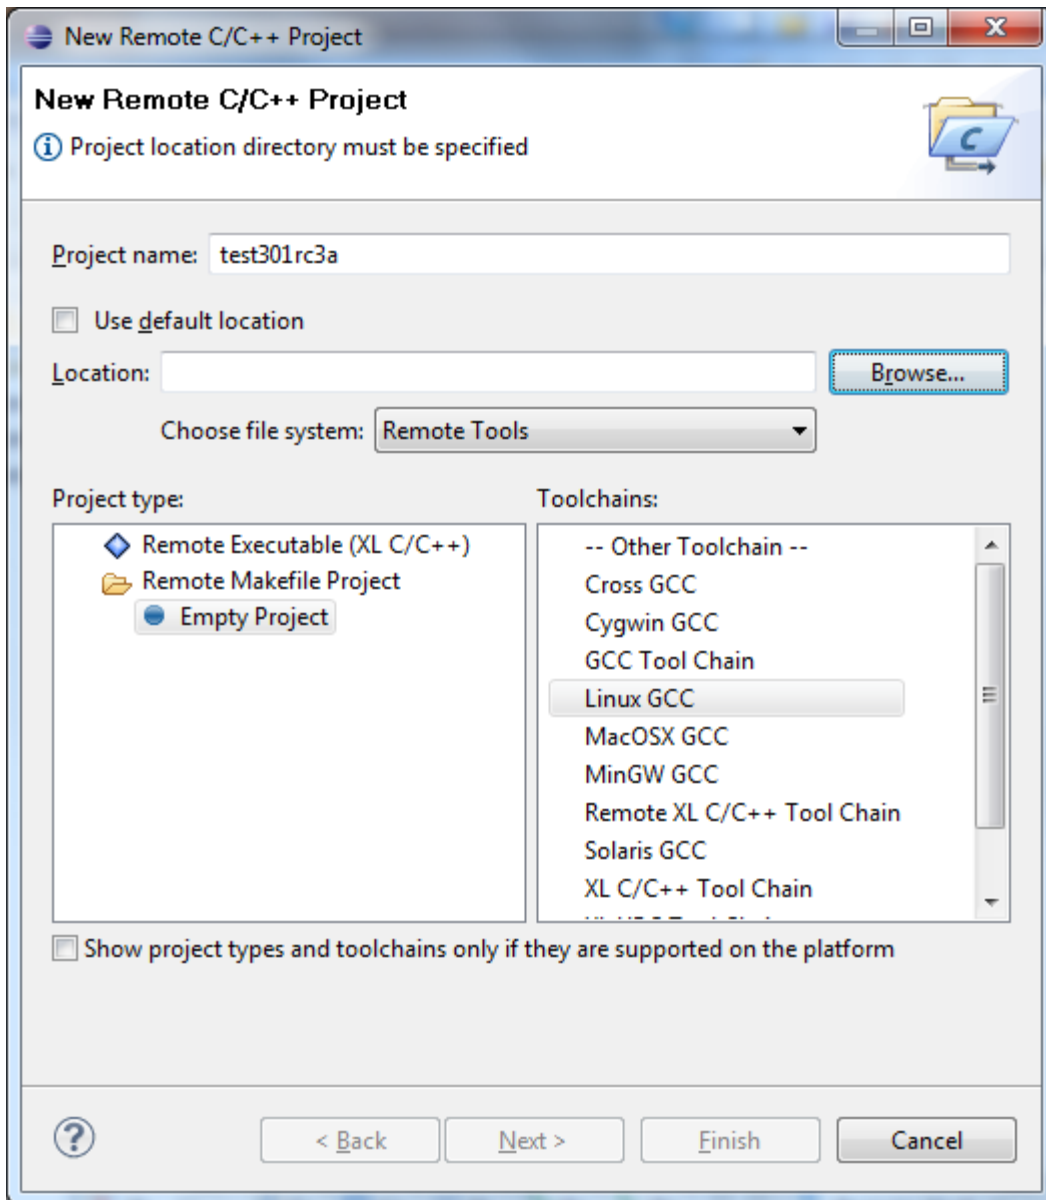 New Remote C/C++ Project
New Remote C/C++ Project
Project location directory must be specified
Project name: test301rc3a
Use default location
Location: Browse...
Choose file system: Remote Tools
Project type: Toolchains:
Remote Executable (XL C/C++)
Remote Makefile Project
Empty Project
-- Other Toolchain --
Cross GCC
Cygwin GCC
GCC Tool Chain
Linux GCC
MacOSX GCC
MinGW GCC
Remote XL C/C++ Tool Chain
Solaris GCC
XL C/C++ Tool Chain
Show project types and toolchains only if they are supported on the platform
< Back Next > Finish Cancel